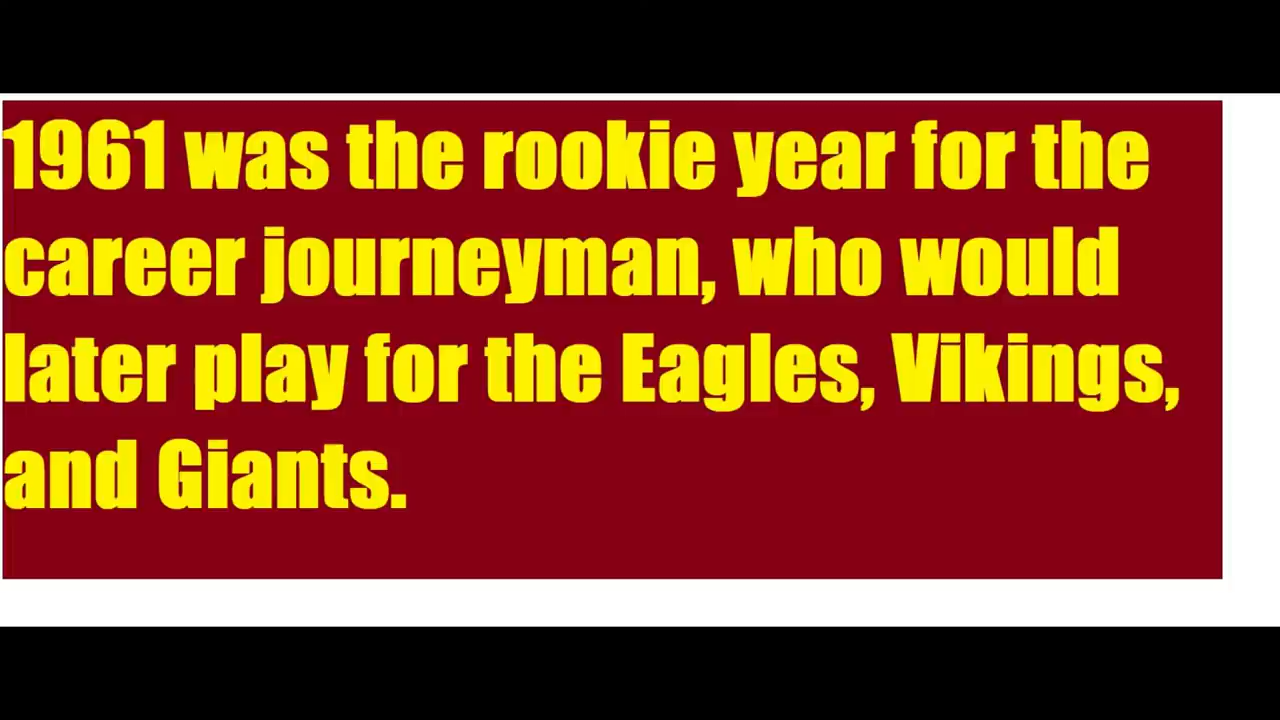 1961 was the rookie year for the
career journeyman, who would
later play for the Eagles, Vikings,
and Giants.